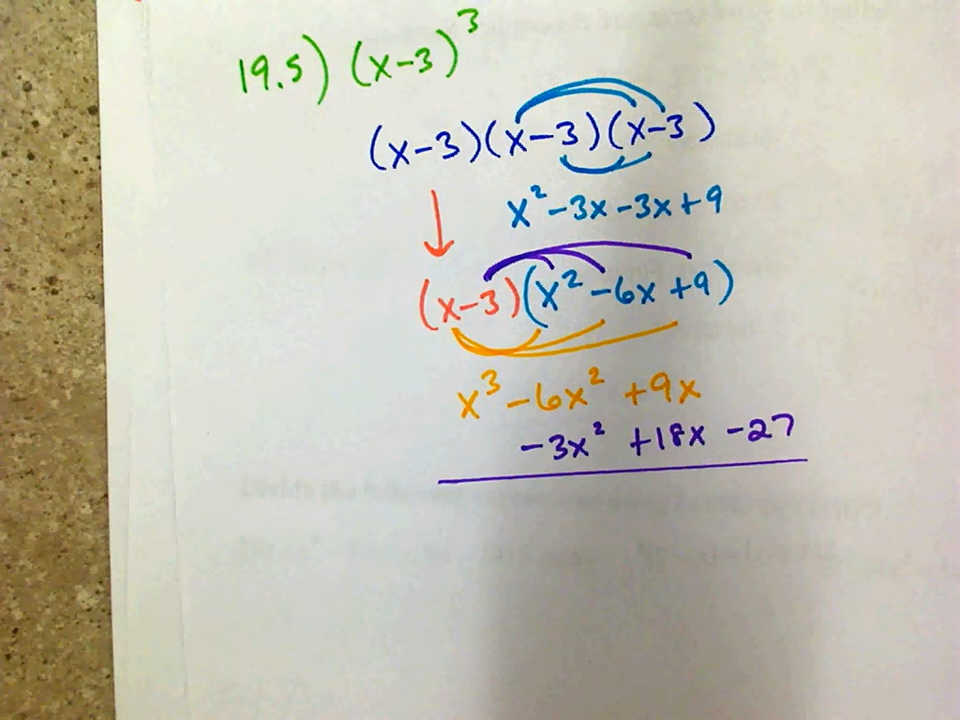 19.5) (x-3)³
(x-3)(x-3)(x-3)
x²-3x-3x+9
(x-3)(x²-6x+9)
x³-6x²+9x
-3x²+18x-27